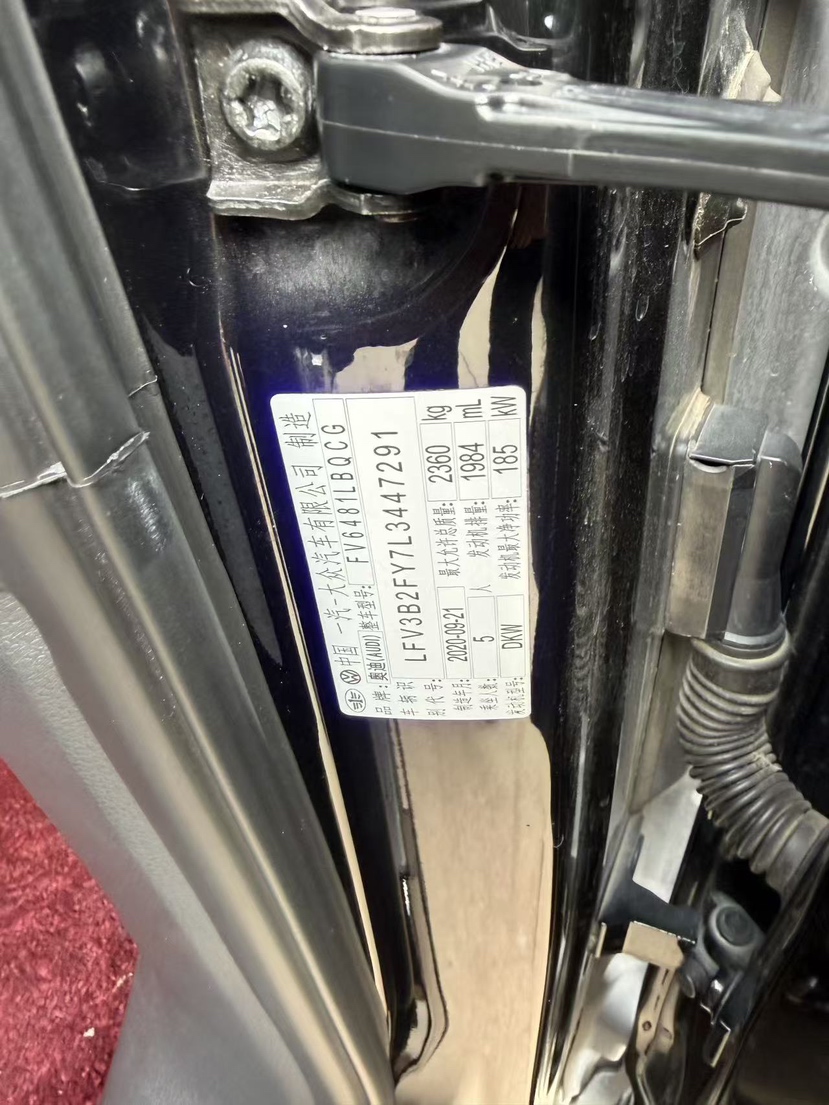 中国 一汽-大众汽车有限公司 制造
品牌：奥迪(AUDI) 整车型号：FV6481LBQCG
车辆识别代号：LFV3B2FY7L3447291
制造年月：2020-09-21 最大允许总质量：2360 kg
乘坐人数：5 人 发动机排量：1984 mL
发动机型号：DKW 发动机最大净功率：185 kW